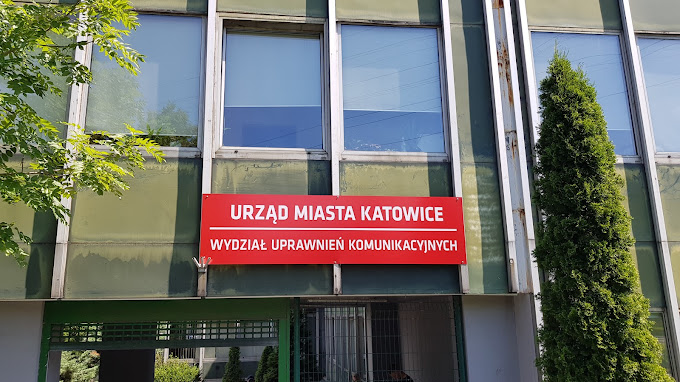 URZĄD MIASTA KATOWICE
WYDZIAŁ UPRAWNIEŃ KOMUNIKACYJNYCH